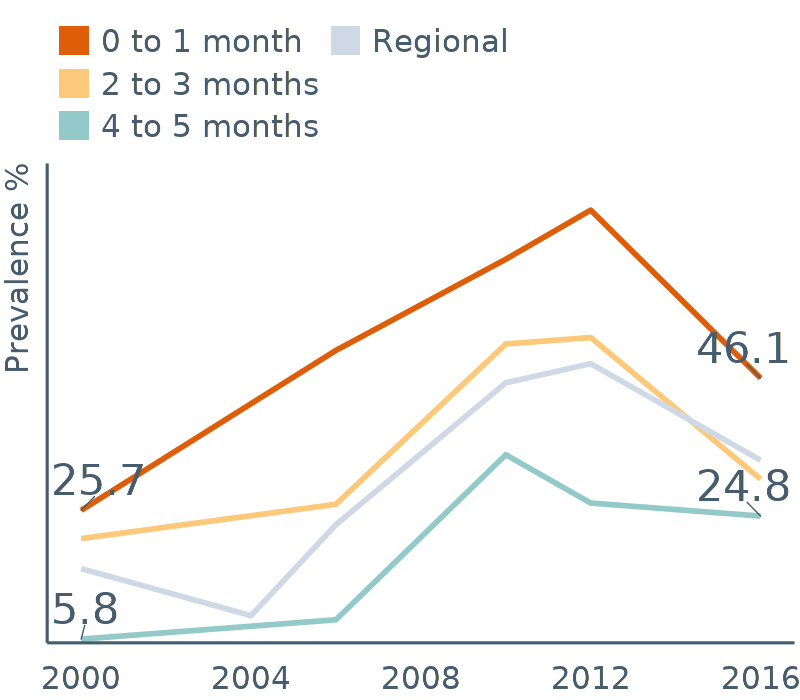 0 to 1 month
Regional
2 to 3 months
4 to 5 months
Prevalence %
46.1
25.7
24.8
5.8
2000 2004 2008 2012 2016